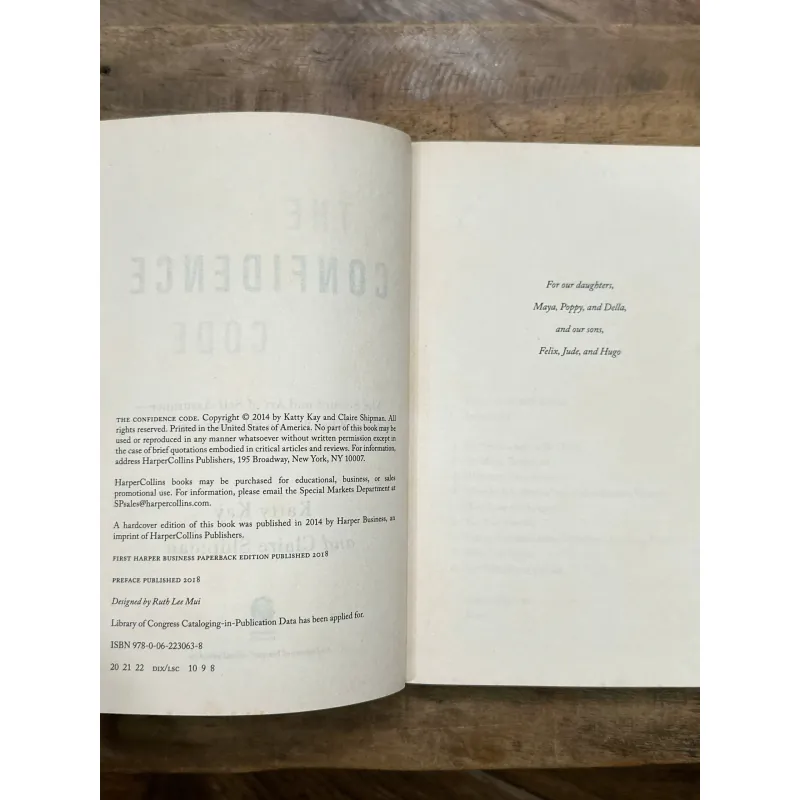 THE CONFIDENCE CODE. Copyright © 2014 by Katty Kay and Claire Shipman. All
rights reserved. Printed in the United States of America. No part of this book may be
used or reproduced in any manner whatsoever without written permission except in
the case of brief quotations embodied in critical articles and reviews. For information,
address HarperCollins Publishers, 195 Broadway, New York, NY 10007.
HarperCollins books may be purchased for educational, business, or sales
promotional use. For information, please email the Special Markets Department at
SPsales@harpercollins.com.
A hardcover edition of this book was published in 2014 by Harper Business, an
imprint of HarperCollins Publishers.
FIRST HARPER BUSINESS PAPERBACK EDITION PUBLISHED 2018
PREFACE PUBLISHED 2018
Designed by Ruth Lee Mui
Library of Congress Cataloging-in-Publication Data has been applied for.
ISBN 978-0-06-223063-8
20 21 22 DIX/LSC 10 9 8
For our daughters,
Maya, Poppy, and Della,
and our sons,
Felix, Jude, and Hugo